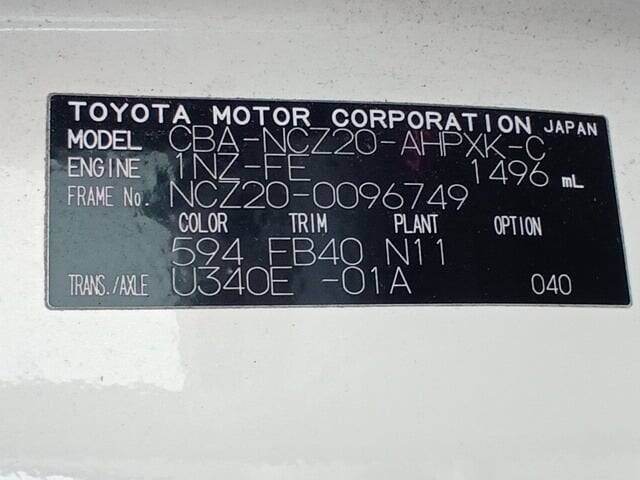 TOYOTA MOTOR CORPORATION JAPAN
MODEL CBA-NCZ20-AHPXK-C
ENGINE 1NZ-FE 1496 mL
FRAME No. NCZ20-0096749
COLOR TRIM PLANT OPTION
594 FB40 N11
TRANS./AXLE U340E -01A 040